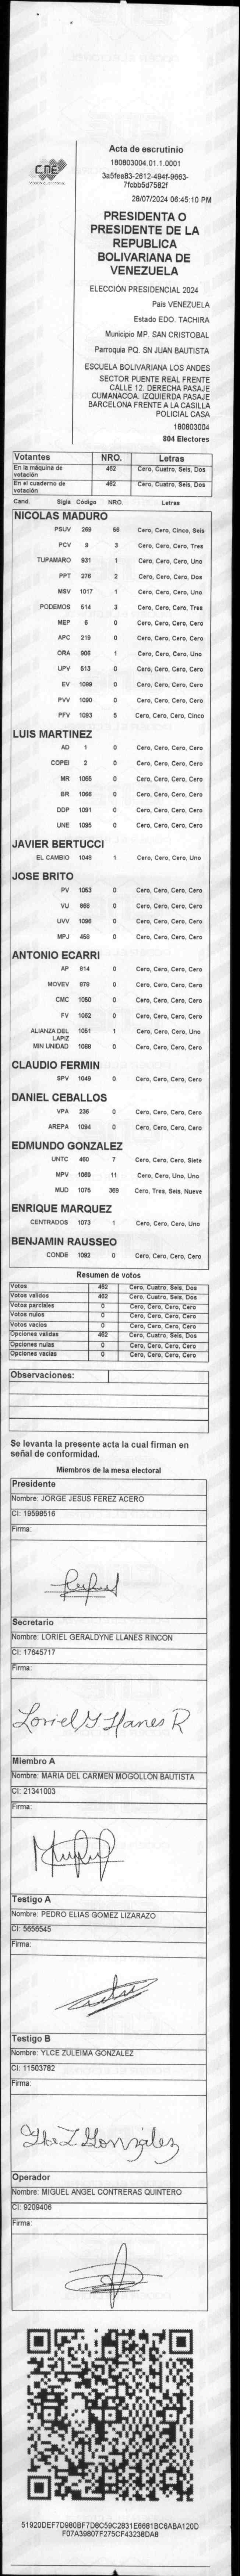 CNE
Acta de escrutinio
180803004.01.1.0001
3a5fee83-2612-494f-9663-
7fcbb5d7582f
28/07/2024 06:45:10 PM
PRESIDENTA O
PRESIDENTE DE LA
REPUBLICA
BOLIVARIANA DE
VENEZUELA
ELECCIÓN PRESIDENCIAL 2024
Pais VENEZUELA
Estado EDO. TACHIRA
Municipio MP. SAN CRISTOBAL
Parroquia PQ. SN JUAN BAUTISTA
ESCUELA BOLIVARIANA LOS ANDES
SECTOR PUENTE REAL FRENTE
CALLE 12. DERECHA PASAJE
CUMANACOA. IZQUIERDA PASAJE
BARCELONA FRENTE A LA CASILLA
POLICIAL CASA
180803004
804 Electores
Votantes NRO. Letras
En la máquina de votación 462 Cero, Cuatro, Seis, Dos
En el cuaderno de votación 462 Cero, Cuatro, Seis, Dos
Cand. Sigla Código NRO. Letras
NICOLAS MADURO
PSUV 269 56 Cero, Cero, Cinco, Seis
PCV 9 3 Cero, Cero, Cero, Tres
TUPAMARO 931 1 Cero, Cero, Cero, Uno
PPT 276 2 Cero, Cero, Cero, Dos
MSV 1017 1 Cero, Cero, Cero, Uno
PODEMOS 514 3 Cero, Cero, Cero, Tres
MEP 6 0 Cero, Cero, Cero, Cero
APC 219 0 Cero, Cero, Cero, Cero
ORA 906 1 Cero, Cero, Cero, Uno
UPV 513 0 Cero, Cero, Cero, Cero
EV 1089 0 Cero, Cero, Cero, Cero
PVV 1090 0 Cero, Cero, Cero, Cero
PFV 1093 5 Cero, Cero, Cero, Cinco
LUIS MARTINEZ
AD 1 0 Cero, Cero, Cero, Cero
COPEI 2 0 Cero, Cero, Cero, Cero
MR 1065 0 Cero, Cero, Cero, Cero
BR 1066 0 Cero, Cero, Cero, Cero
DDP 1091 0 Cero, Cero, Cero, Cero
UNE 1095 0 Cero, Cero, Cero, Cero
JAVIER BERTUCCI
EL CAMBIO 1048 1 Cero, Cero, Cero, Uno
JOSE BRITO
PV 1053 0 Cero, Cero, Cero, Cero
VU 868 0 Cero, Cero, Cero, Cero
UVV 1096 0 Cero, Cero, Cero, Cero
MPJ 458 0 Cero, Cero, Cero, Cero
ANTONIO ECARRI
AP 914 0 Cero, Cero, Cero, Cero
MOVEV 979 0 Cero, Cero, Cero, Cero
CMC 1050 0 Cero, Cero, Cero, Cero
FV 1062 0 Cero, Cero, Cero, Cero
ALIANZA DEL LAPIZ 1051 1 Cero, Cero, Cero, Uno
MIN UNIDAD 1069 0 Cero, Cero, Cero, Cero
CLAUDIO FERMIN
SPV 1049 0 Cero, Cero, Cero, Cero
DANIEL CEBALLOS
VPA 236 0 Cero, Cero, Cero, Cero
AREPA 1094 0 Cero, Cero, Cero, Cero
EDMUNDO GONZALEZ
UNTC 460 7 Cero, Cero, Cero, Siete
MPV 1069 11 Cero, Cero, Uno, Uno
MUD 1075 369 Cero, Tres, Seis, Nueve
ENRIQUE MARQUEZ
CENTRADOS 1073 1 Cero, Cero, Cero, Uno
BENJAMIN RAUSSEO
CONDE 1092 0 Cero, Cero, Cero, Cero
Resumen de votos
Votos 462 Cero, Cuatro, Seis, Dos
Votos validos 462 Cero, Cuatro, Seis, Dos
Votos parciales 0 Cero, Cero, Cero, Cero
Votos nulos 0 Cero, Cero, Cero, Cero
Votos vacios 0 Cero, Cero, Cero, Cero
Opciones validas 462 Cero, Cuatro, Seis, Dos
Opciones nulas 0 Cero, Cero, Cero, Cero
Opciones vacias 0 Cero, Cero, Cero, Cero
Observaciones:
Se levanta la presente acta la cual firman en
señal de conformidad.
Miembros de la mesa electoral
Presidente
Nombre: JORGE JESUS FEREZ ACERO
CI: 19598516
Firma:
Secretario
Nombre: LORIEL GERALDYNE LLANES RINCON
CI: 17645717
Firma:
Loriel G Llanes R
Miembro A
Nombre: MARIA DEL CARMEN MOGOLLON BAUTISTA
CI: 21341003
Firma:
Testigo A
Nombre: PEDRO ELIAS GOMEZ LIZARAZO
CI: 5656545
Firma:
Testigo B
Nombre: YLCE ZULEIMA GONZALEZ
CI: 11503782
Firma:
González
Operador
Nombre: MIGUEL ANGEL CONTRERAS QUINTERO
CI: 9209406
Firma:
51920DEF7D980BF7D8C59C2831E6681BC6ABA120D
F07A39807F275CF43238DA8